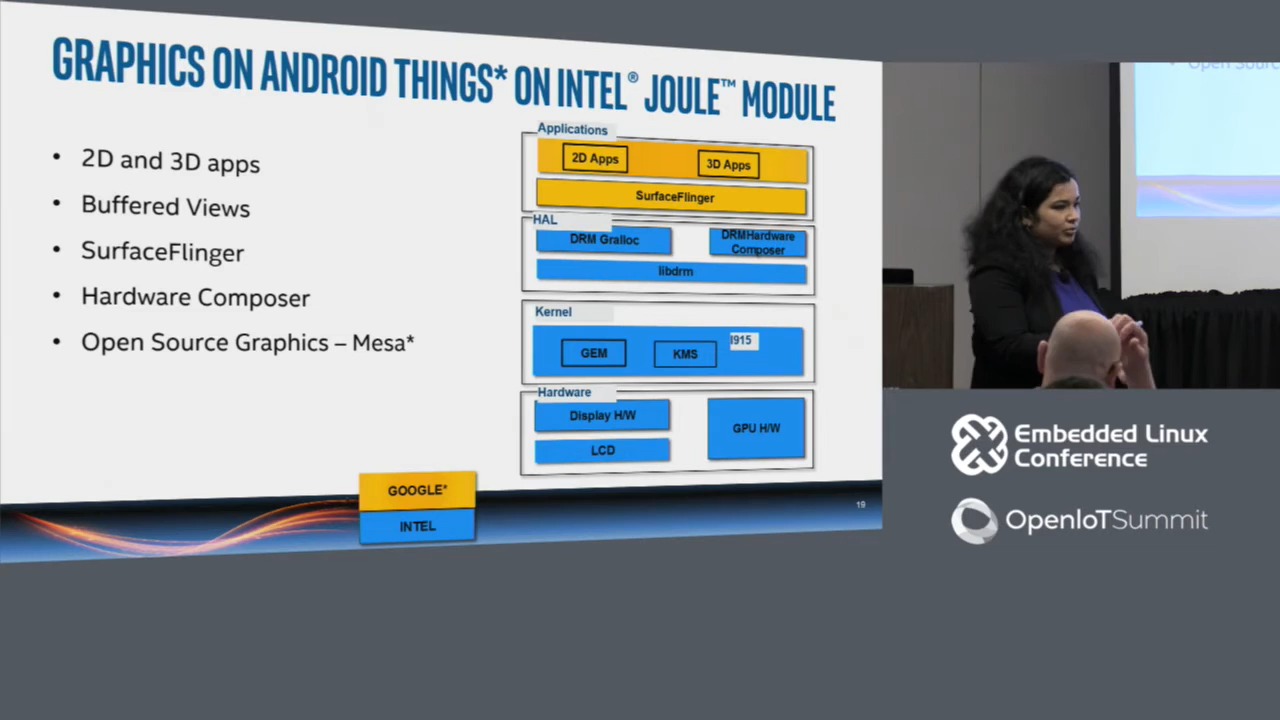 GRAPHICS ON ANDROID THINGS* ON INTEL® JOULE™ MODULE
• 2D and 3D apps
• Buffered Views
• SurfaceFlinger
• Hardware Composer
• Open Source Graphics – Mesa*
Applications
2D Apps
3D Apps
SurfaceFlinger
HAL
DRM Gralloc
DRMHardware
Composer
libdrm
Kernel
GEM
KMS
I915
Hardware
Display H/W
GPU H/W
LCD
GOOGLE*
INTEL
19
• Open Sourc
Embedded Linux
Conference
OpenIoTSummit